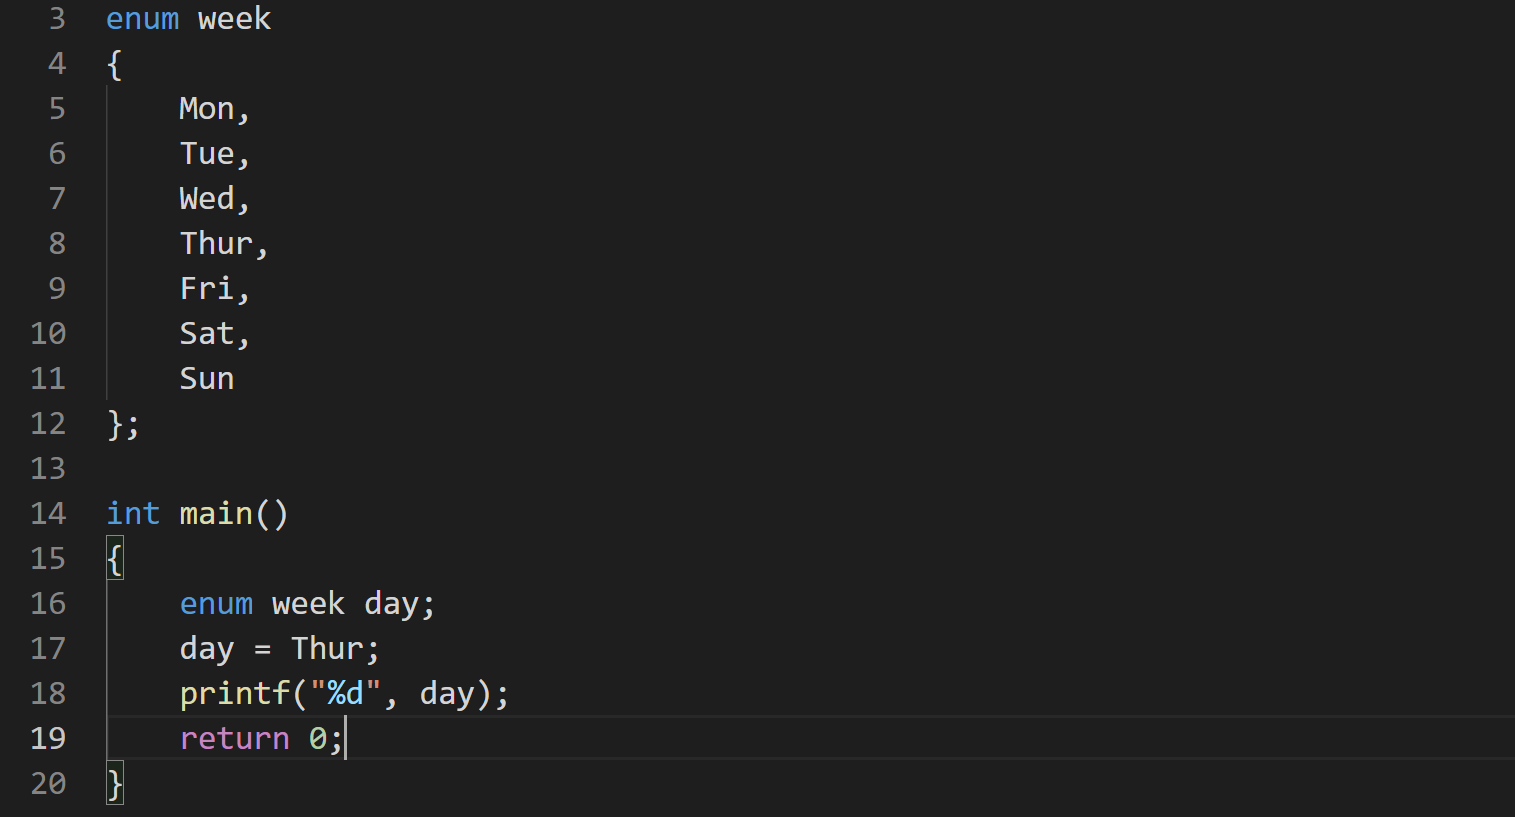 3 enum week
4 {
5     Mon,
6     Tue,
7     Wed,
8     Thur,
9     Fri,
10     Sat,
11     Sun
12 };
13
14 int main()
15 {
16     enum week day;
17     day = Thur;
18     printf("%d", day);
19     return 0;
20 }